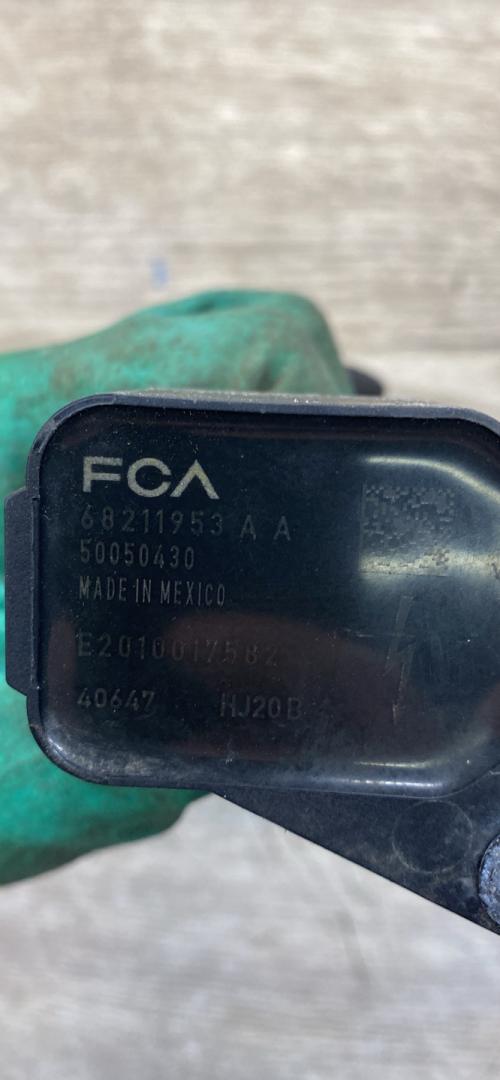 FCA
68211953 A A
50050430
MADE IN MEXICO
E2010017582
40647 HJ20B